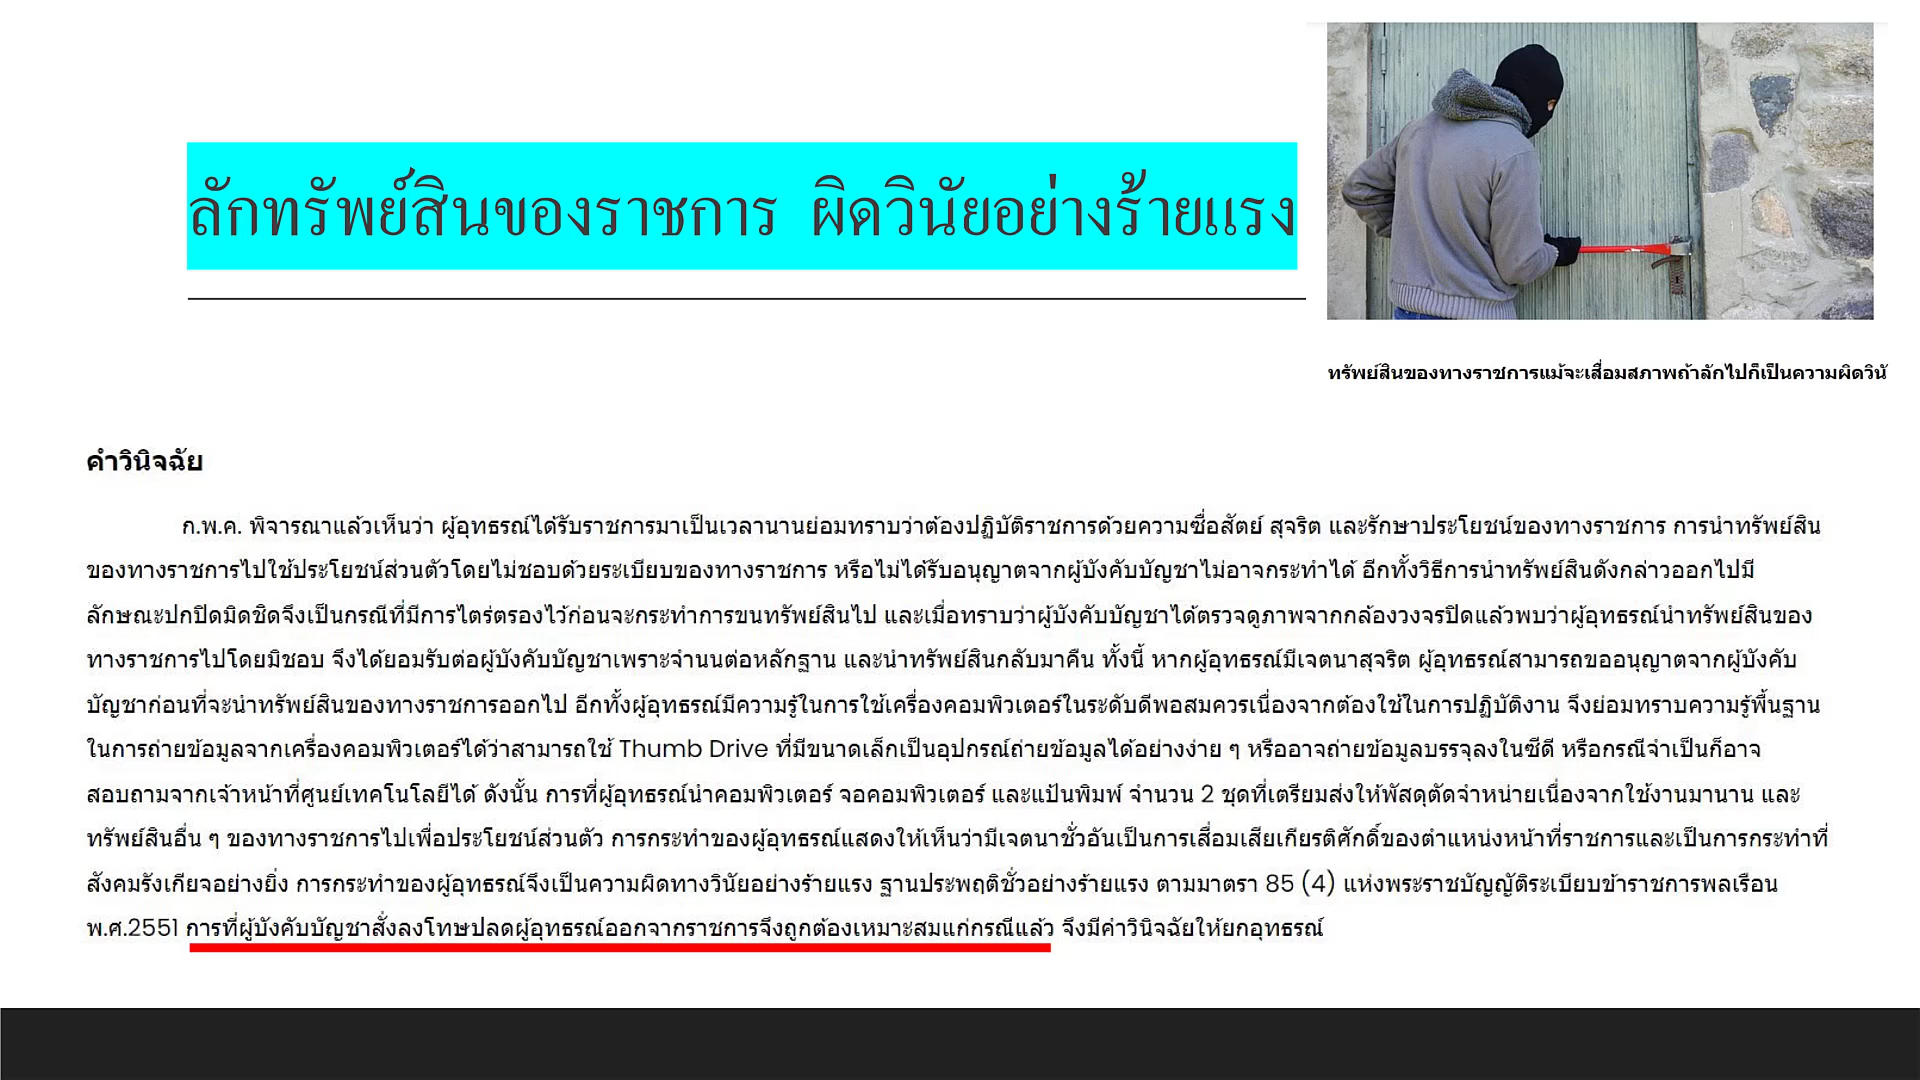 ลักทรัพย์สินของราชการ ผิดวินัยอย่างร้ายแรง
ทรัพย์สินของทางราชการแม้จะเสื่อมสภาพถ้าลักไปก็เป็นความผิดวินั
คำวินิจฉัย
ก.พ.ค. พิจารณาแล้วเห็นว่า ผู้อุทธรณ์ได้รับราชการมาเป็นเวลานานย่อมทราบว่าต้องปฏิบัติราชการด้วยความซื่อสัตย์ สุจริต และรักษาประโยชน์ของทางราชการ การนำทรัพย์สิน
ของทางราชการไปใช้ประโยชน์ส่วนตัวโดยไม่ชอบด้วยระเบียบของทางราชการ หรือไม่ได้รับอนุญาตจากผู้บังคับบัญชาไม่อาจกระทำได้ อีกทั้งวิธีการนำทรัพย์สินดังกล่าวออกไปมี
ลักษณะปกปิดมิดชิดจึงเป็นกรณีที่มีการไตร่ตรองไว้ก่อนจะกระทำการขนทรัพย์สินไป และเมื่อทราบว่าผู้บังคับบัญชาได้ตรวจดูภาพจากกล้องวงจรปิดแล้วพบว่าผู้อุทธรณ์นำทรัพย์สินของ
ทางราชการไปโดยมิชอบ จึงได้ยอมรับต่อผู้บังคับบัญชาเพราะจำนนต่อหลักฐาน และนำทรัพย์สินกลับมาคืน ทั้งนี้ หากผู้อุทธรณ์มีเจตนาสุจริต ผู้อุทธรณ์สามารถขออนุญาตจากผู้บังคับ
บัญชาก่อนที่จะนำทรัพย์สินของทางราชการออกไป อีกทั้งผู้อุทธรณ์มีความรู้ในการใช้เครื่องคอมพิวเตอร์ในระดับดีพอสมควรเนื่องจากต้องใช้ในการปฏิบัติงาน จึงย่อมทราบความรู้พื้นฐาน
ในการถ่ายข้อมูลจากเครื่องคอมพิวเตอร์ได้ว่าสามารถใช้ Thumb Drive ที่มีขนาดเล็กเป็นอุปกรณ์ถ่ายข้อมูลได้อย่างง่าย ๆ หรืออาจถ่ายข้อมูลบรรจุลงในซีดี หรือกรณีจำเป็นก็อาจ
สอบถามจากเจ้าหน้าที่ศูนย์เทคโนโลยีได้ ดังนั้น การที่ผู้อุทธรณ์นำคอมพิวเตอร์ จอคอมพิวเตอร์ และแป้นพิมพ์ จำนวน 2 ชุดที่เตรียมส่งให้พัสดุตัดจำหน่ายเนื่องจากใช้งานมานาน และ
ทรัพย์สินอื่น ๆ ของทางราชการไปเพื่อประโยชน์ส่วนตัว การกระทำของผู้อุทธรณ์แสดงให้เห็นว่ามีเจตนาชั่วอันเป็นการเสื่อมเสียเกียรติศักดิ์ของตำแหน่งหน้าที่ราชการและเป็นการกระทำที่
สังคมรังเกียจอย่างยิ่ง การกระทำของผู้อุทธรณ์จึงเป็นความผิดทางวินัยอย่างร้ายแรง ฐานประพฤติชั่วอย่างร้ายแรง ตามมาตรา 85 (4) แห่งพระราชบัญญัติระเบียบข้าราชการพลเรือน
พ.ศ.2551 การที่ผู้บังคับบัญชาสั่งลงโทษปลดผู้อุทธรณ์ออกจากราชการจึงถูกต้องเหมาะสมแก่กรณีแล้ว จึงมีคำวินิจฉัยให้ยกอุทธรณ์